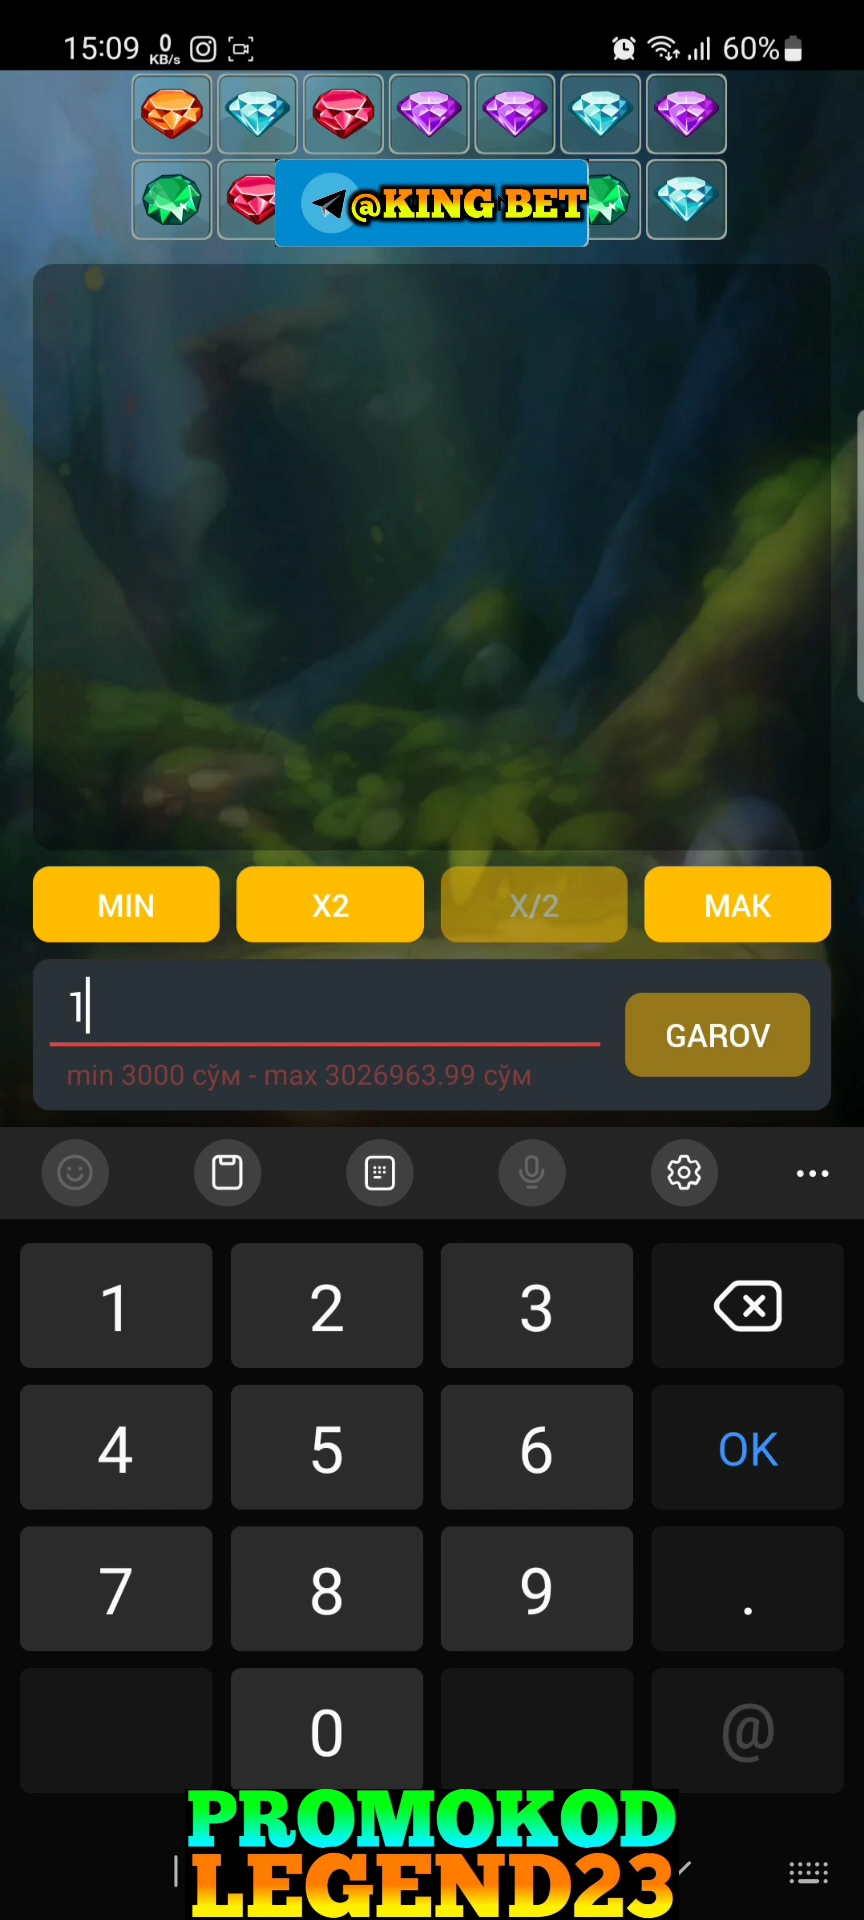 15:09 0 KB/s 60%
@KING BET
MIN X2 X/2 МАК
1
GAROV
min 3000 сўм - max 3026963.99 сўм
1 2 3
4 5 6 OK
7 8 9 .
0 @
PROMOKOD
LEGEND23